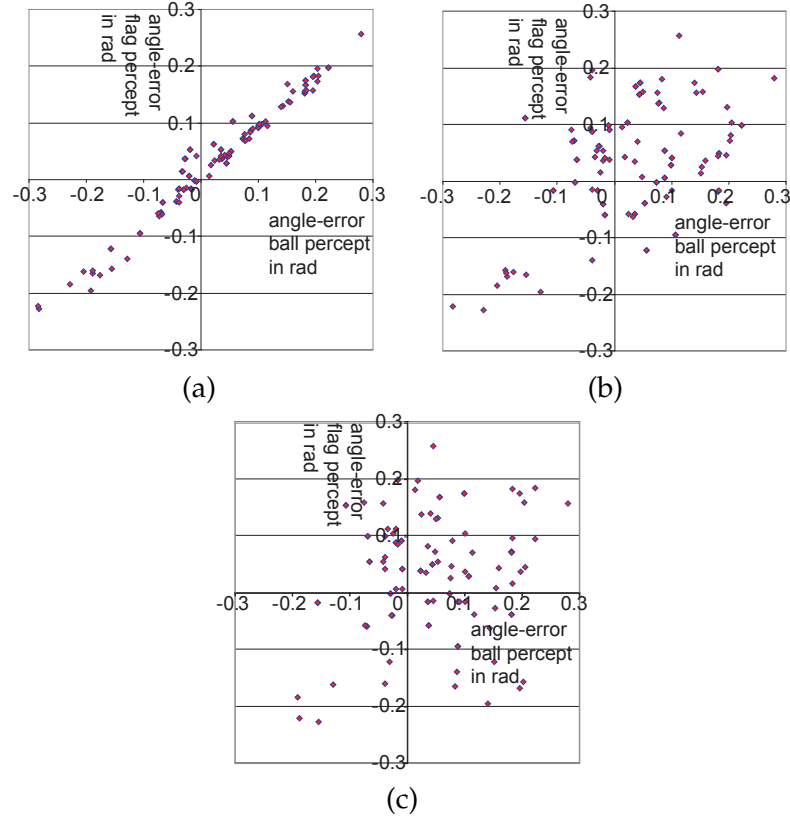 0.3
0.2
0.1
0
-0.1
-0.2
-0.3
-0.3
-0.2
-0.1
0.1
0.2
0.3
angle-error
flag percept
in rad
angle-error
ball percept
in rad
(a)
0.3
0.2
0.1
0
-0.1
-0.2
-0.3
-0.3
-0.2
-0.1
0.1
0.2
0.3
angle-error
flag percept
in rad
angle-error
ball percept
in rad
(b)
0.3
0.2
0.1
0
-0.1
-0.2
-0.3
-0.3
-0.2
-0.1
0.1
0.2
0.3
angle-error
flag percept
in rad
angle-error
ball percept
in rad
(c)